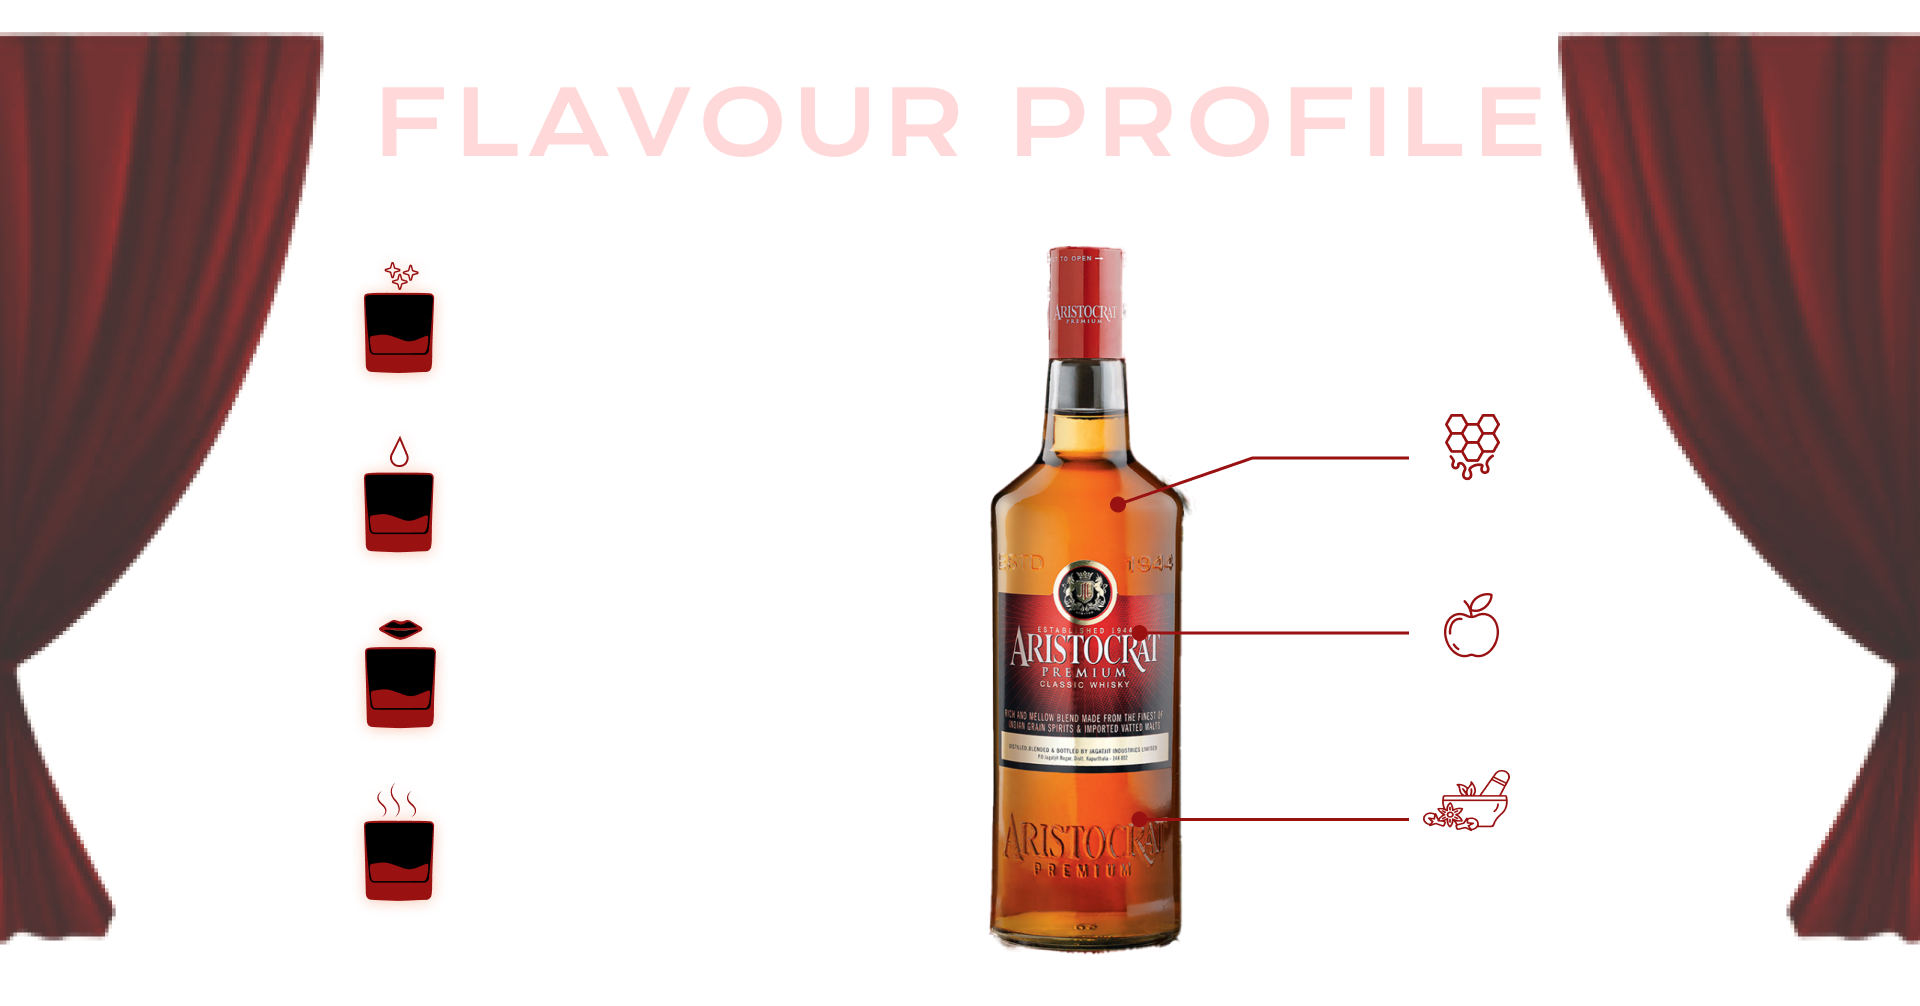 FLAVOUR PROFILE
TO OPEN
ARISTOCRAT
PREMIUM
ESTD 1944
ESTABLISHED 1944
ARISTOCRAT
PREMIUM
CLASSIC WHISKY
RICH AND MELLOW BLEND MADE FROM THE FINEST OF
INDIAN GRAIN SPIRITS & IMPORTED VATTED MALTS
DISTILLED, BLENDED & BOTTLED BY JAGATJIT INDUSTRIES LIMITED
P.O Jagatjit Nagar, Distt. Kapurthala - 144 802
ARISTOCRAT
PREMIUM